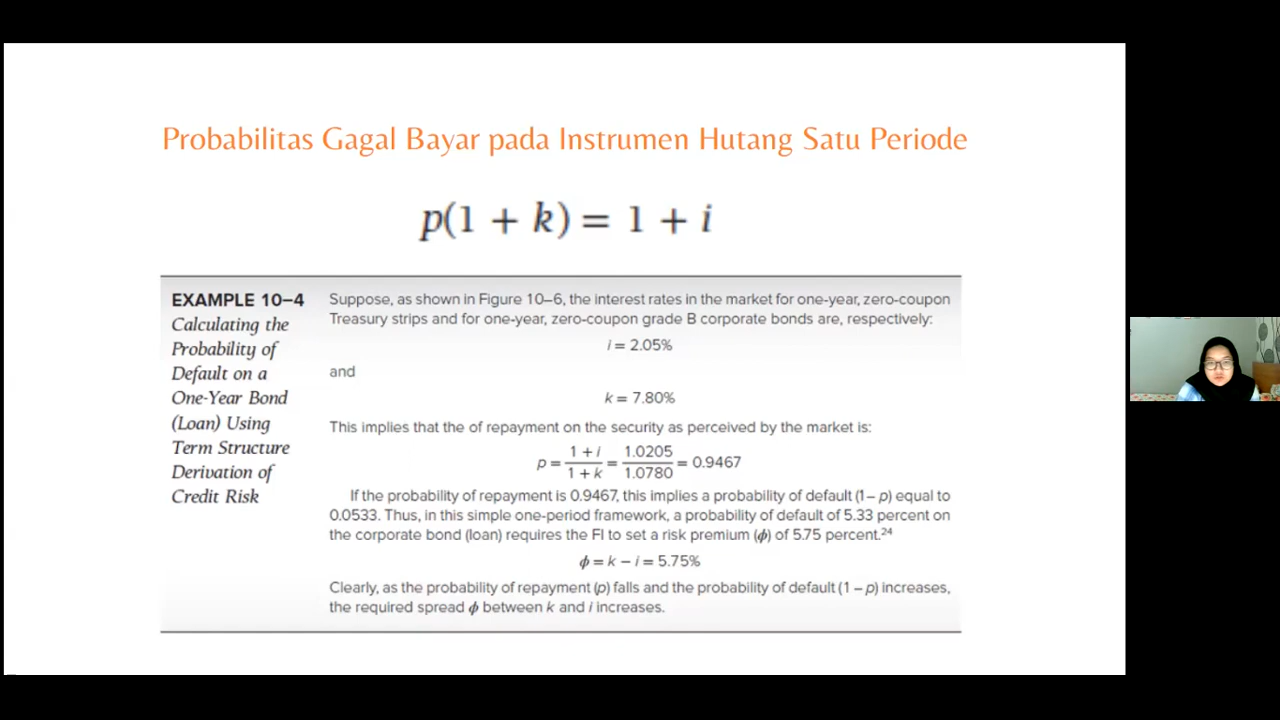 Probabilitas Gagal Bayar pada Instrumen Hutang Satu Periode
p(1 + k) = 1 + i
EXAMPLE 10–4
Calculating the
Probability of
Default on a
One-Year Bond
(Loan) Using
Term Structure
Derivation of
Credit Risk
Suppose, as shown in Figure 10–6, the interest rates in the market for one-year, zero-coupon
Treasury strips and for one-year, zero-coupon grade B corporate bonds are, respectively:
i = 2.05%
and
k = 7.80%
This implies that the of repayment on the security as perceived by the market is:
p = (1 + i)/(1 + k) = 1.0205/1.0780 = 0.9467
If the probability of repayment is 0.9467, this implies a probability of default (1 – p) equal to
0.0533. Thus, in this simple one-period framework, a probability of default of 5.33 percent on
the corporate bond (loan) requires the FI to set a risk premium (ϕ) of 5.75 percent.24
ϕ = k – i = 5.75%
Clearly, as the probability of repayment (p) falls and the probability of default (1 – p) increases,
the required spread ϕ between k and i increases.